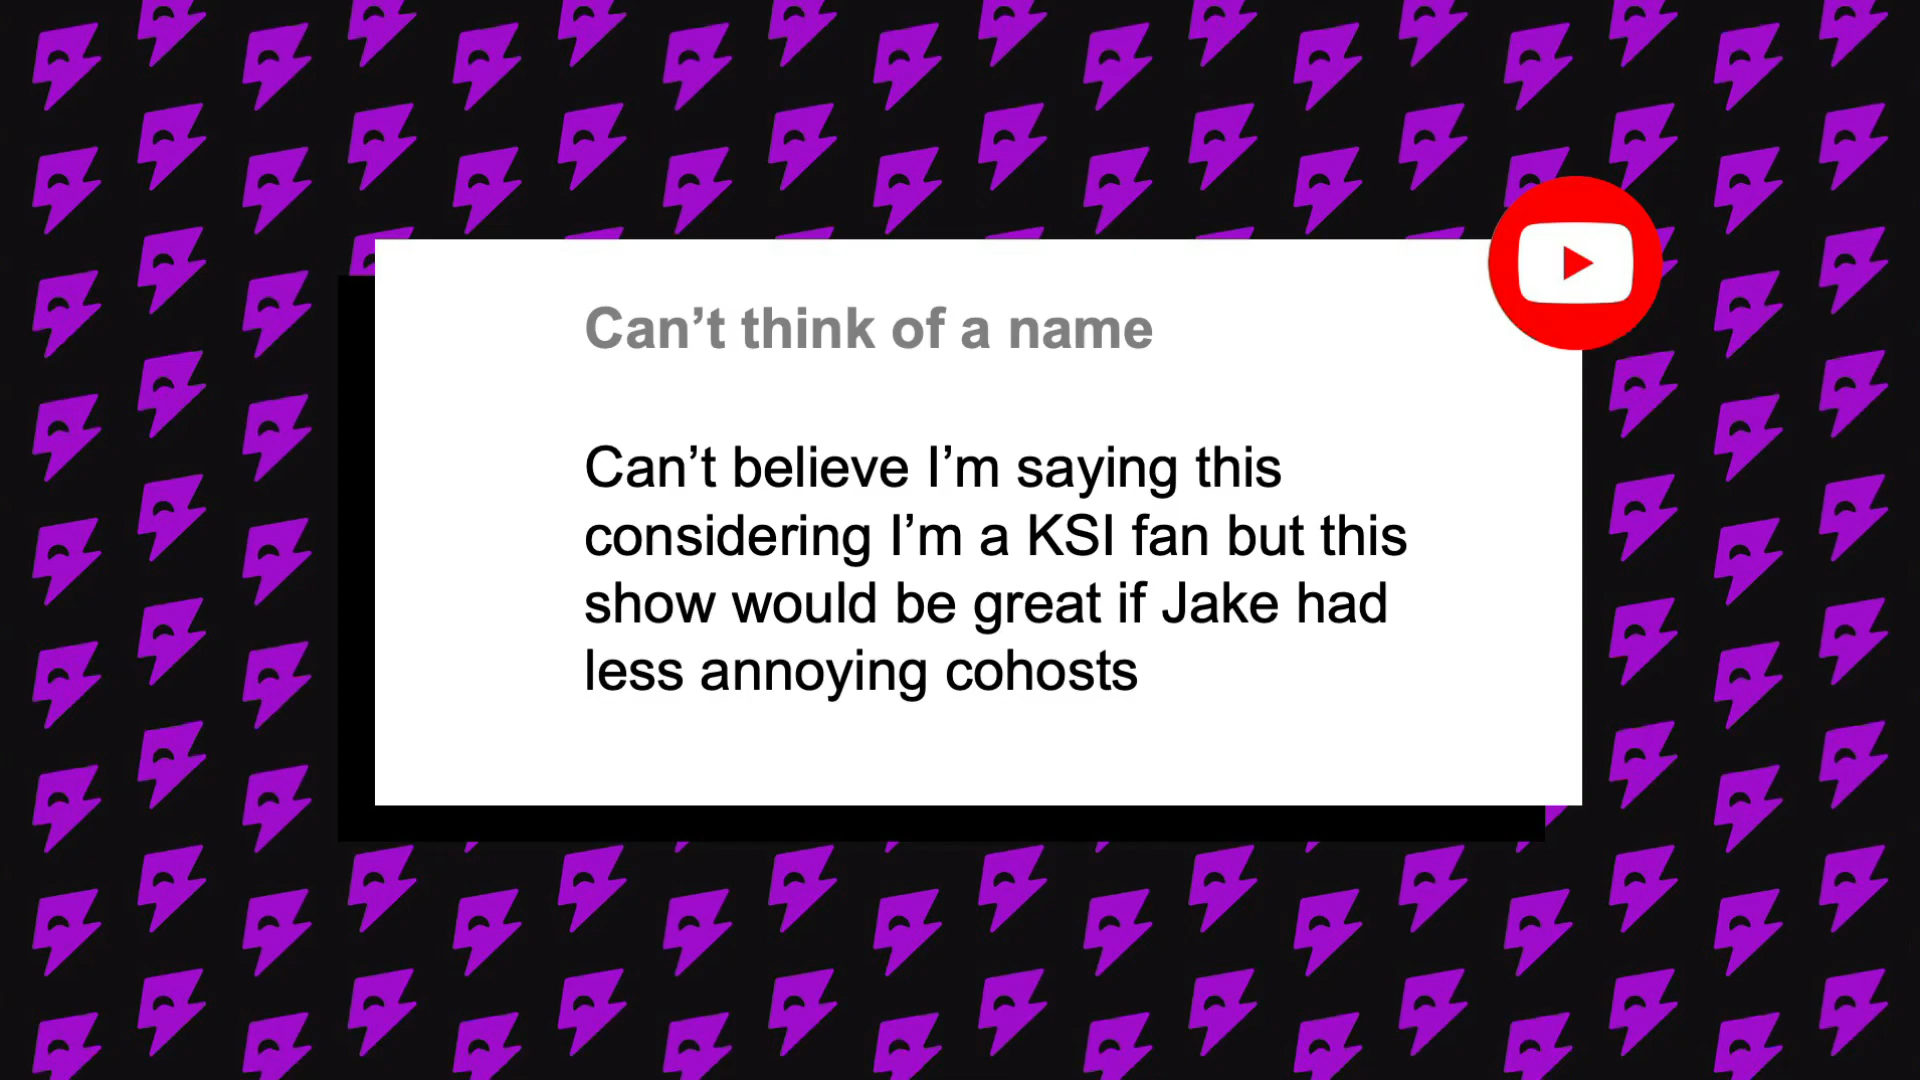 Can’t think of a name
Can’t believe I’m saying this
considering I’m a KSI fan but this
show would be great if Jake had
less annoying cohosts